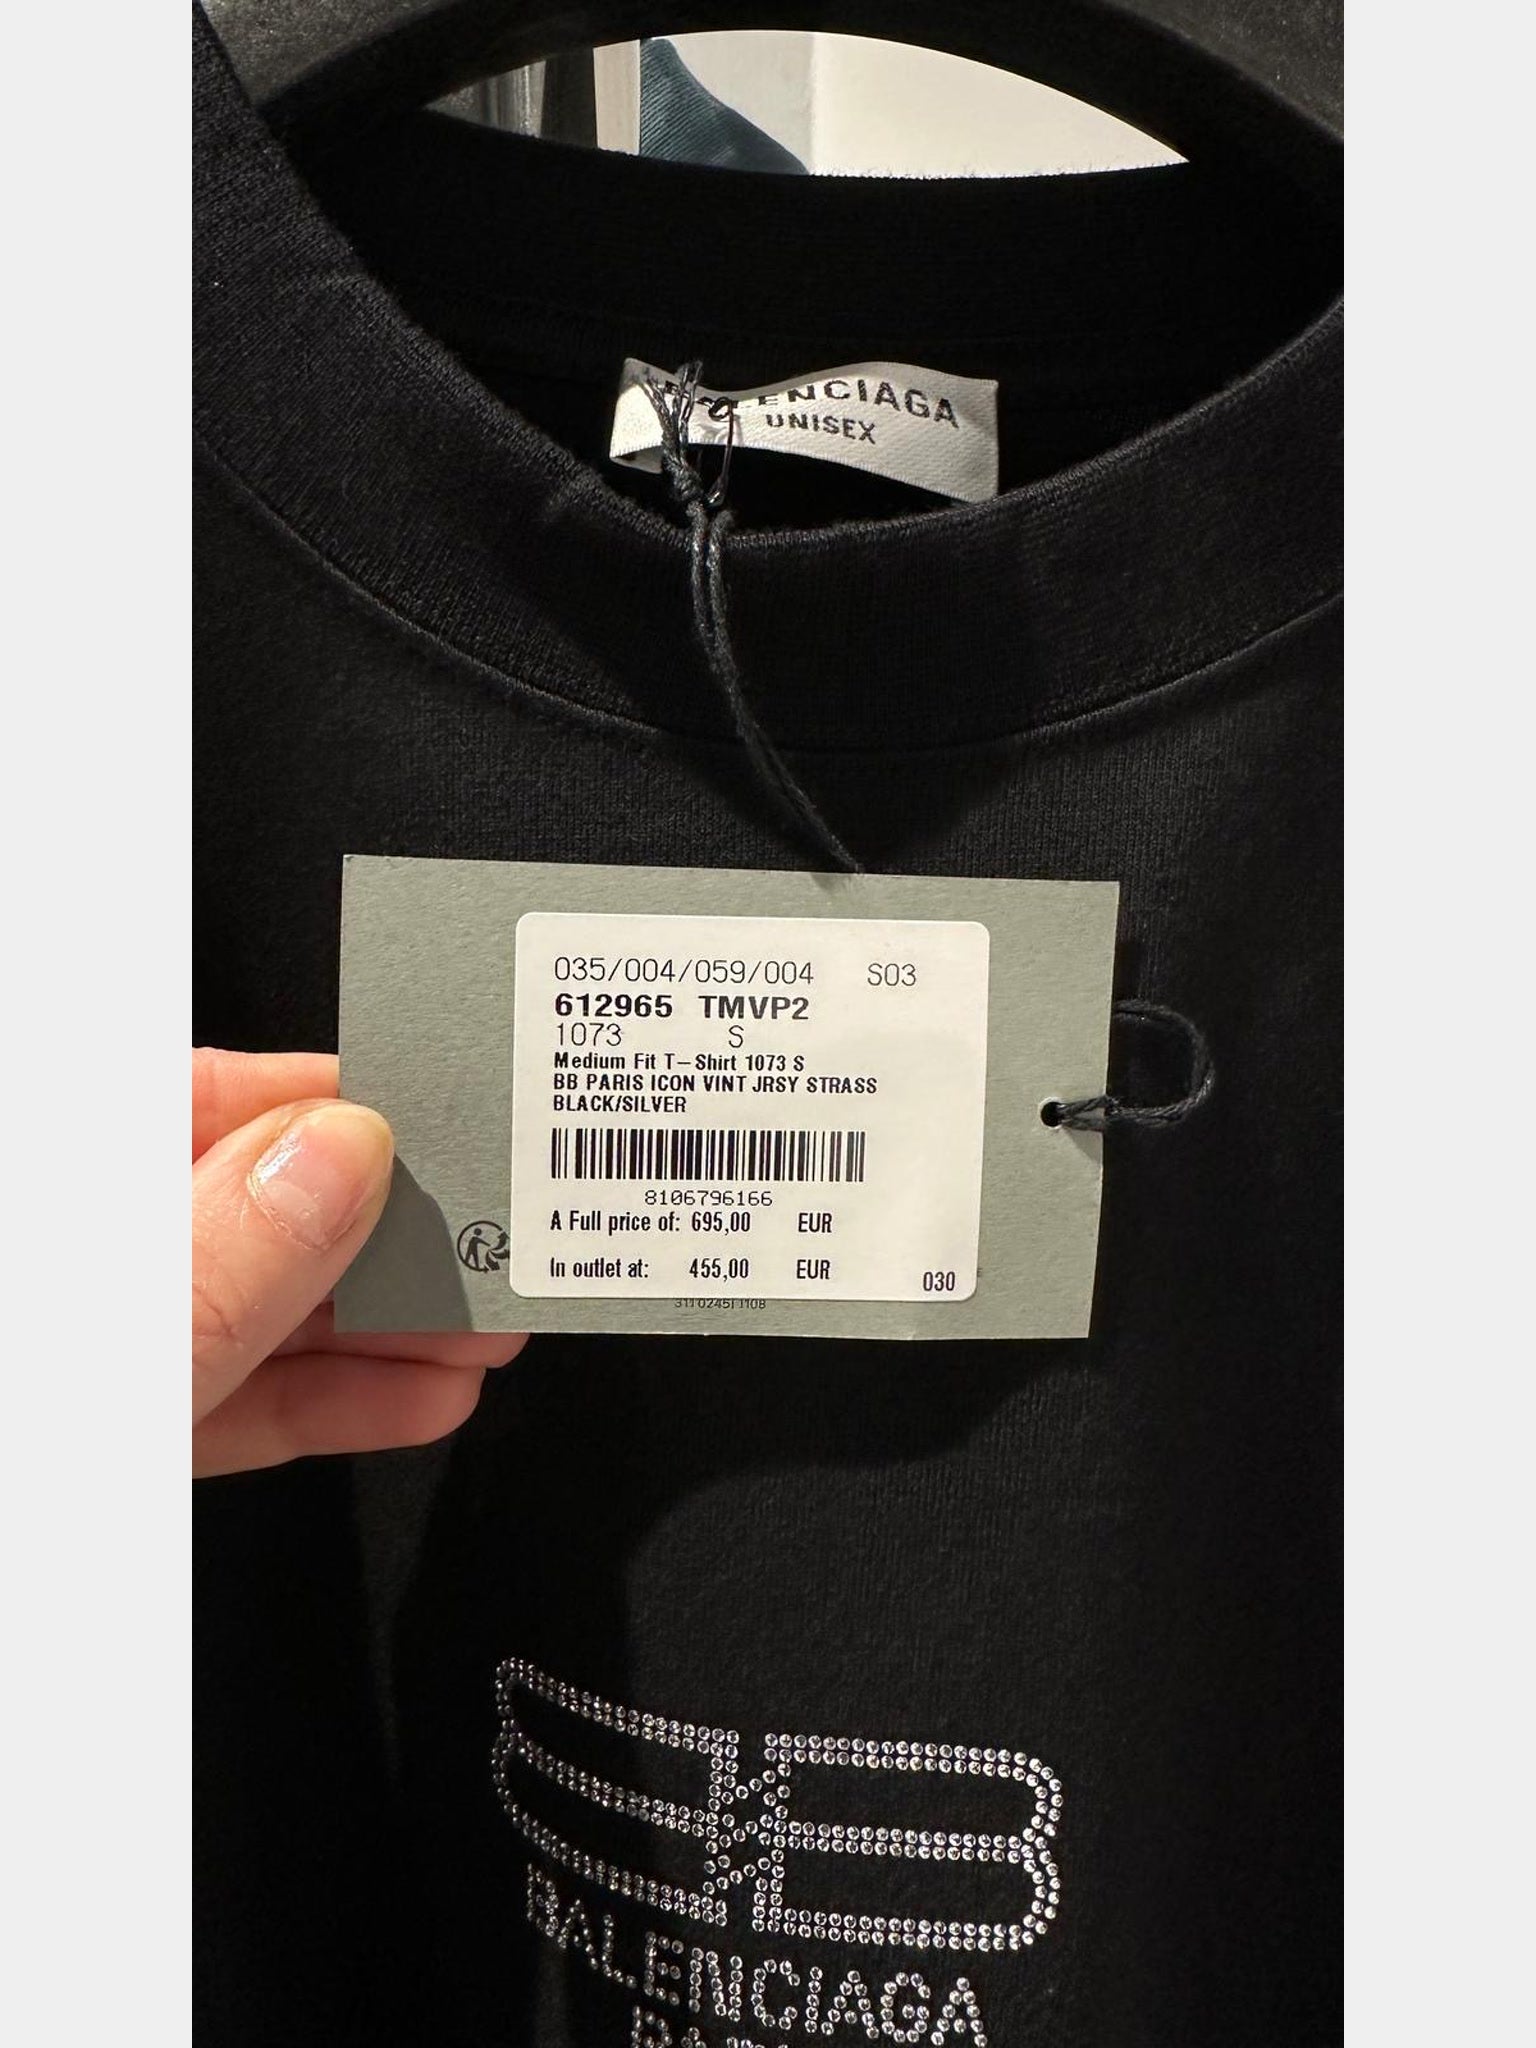 BALENCIAGA
UNISEX
035/004/059/004 S03
612965 TMVP2
1073 S
Medium Fit T-Shirt 1073 S
BB PARIS ICON VINT JRSY STRASS
BLACK/SILVER
8106796166
A Full price of: 695,00 EUR
In outlet at: 455,00 EUR
030
BB
BALENCIAGA